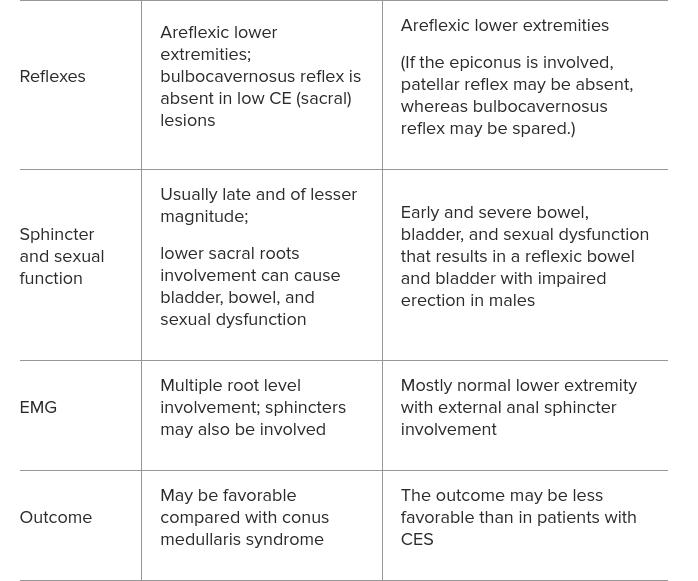 Reflexes
Areflexic lower
extremities;
bulbocavernosus reflex is
absent in low CE (sacral)
lesions
Areflexic lower extremities
(If the epiconus is involved,
patellar reflex may be absent,
whereas bulbocavernosus
reflex may be spared.)
Sphincter
and sexual
function
Usually late and of lesser
magnitude;
lower sacral roots
involvement can cause
bladder, bowel, and
sexual dysfunction
Early and severe bowel,
bladder, and sexual dysfunction
that results in a reflexic bowel
and bladder with impaired
erection in males
EMG
Multiple root level
involvement; sphincters
may also be involved
Mostly normal lower extremity
with external anal sphincter
involvement
Outcome
May be favorable
compared with conus
medullaris syndrome
The outcome may be less
favorable than in patients with
CES